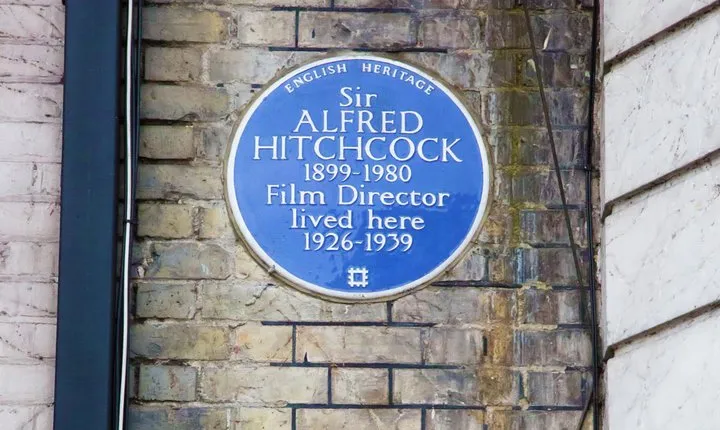 ENGLISH HERITAGE
Sir
ALFRED
HITCHCOCK
1899-1980
Film Director
lived here
1926-1939